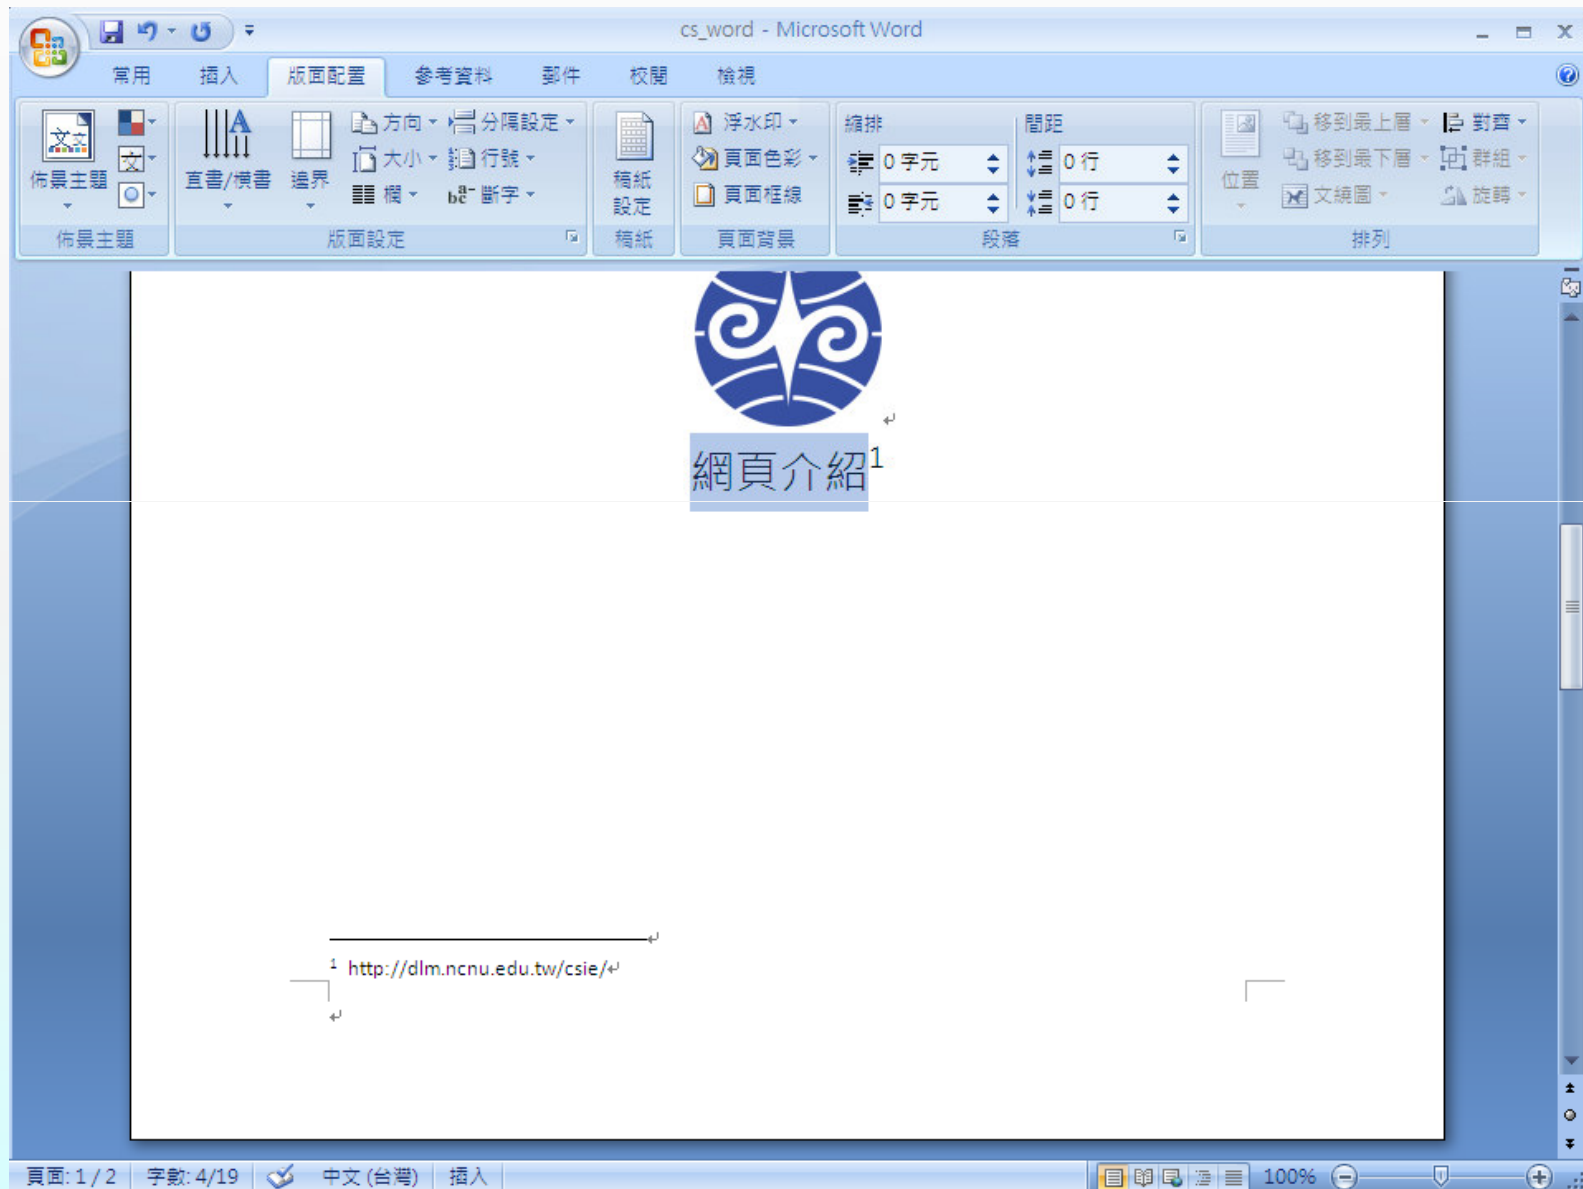 cs_word - Microsoft Word
常用 插入 版面配置 參考資料 郵件 校閱 檢視
文文 佈景主題 文 直書/橫書 邊界 方向 分隔設定 大小 行號 欄 斷字 稿紙設定 浮水印 頁面色彩 頁面框線 縮排 0 字元 0 字元 間距 0 行 0 行 位置 移到最上層 移到最下層 文繞圖 對齊 群組 旋轉
佈景主題 版面設定 稿紙 頁面背景 段落 排列
網頁介紹1
1 http://dlm.ncnu.edu.tw/csie/
頁面: 1 / 2 字數: 4/19 中文 (台灣) 插入 100%